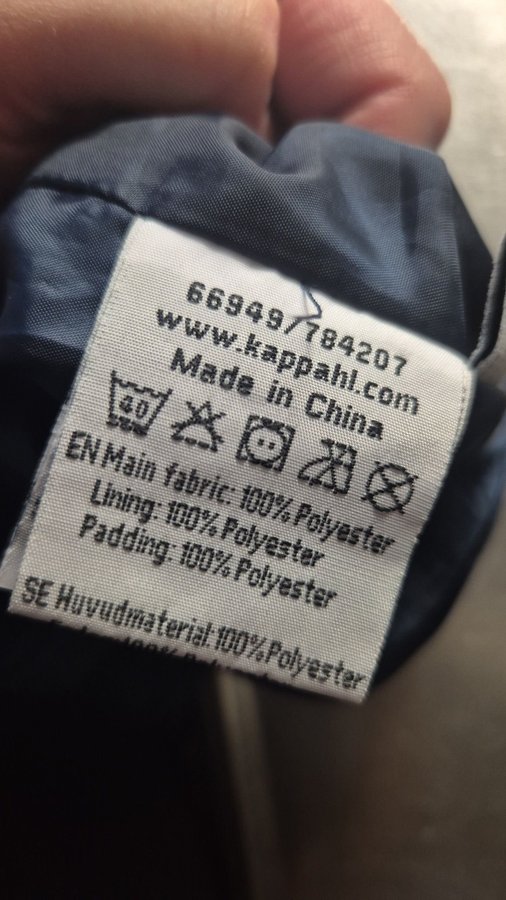 66949/784207
www.kappahl.com
Made in China
40
EN Main fabric: 100% Polyester
Lining: 100% Polyester
Padding: 100% Polyester
SE Huvudmaterial: 100% Polyester